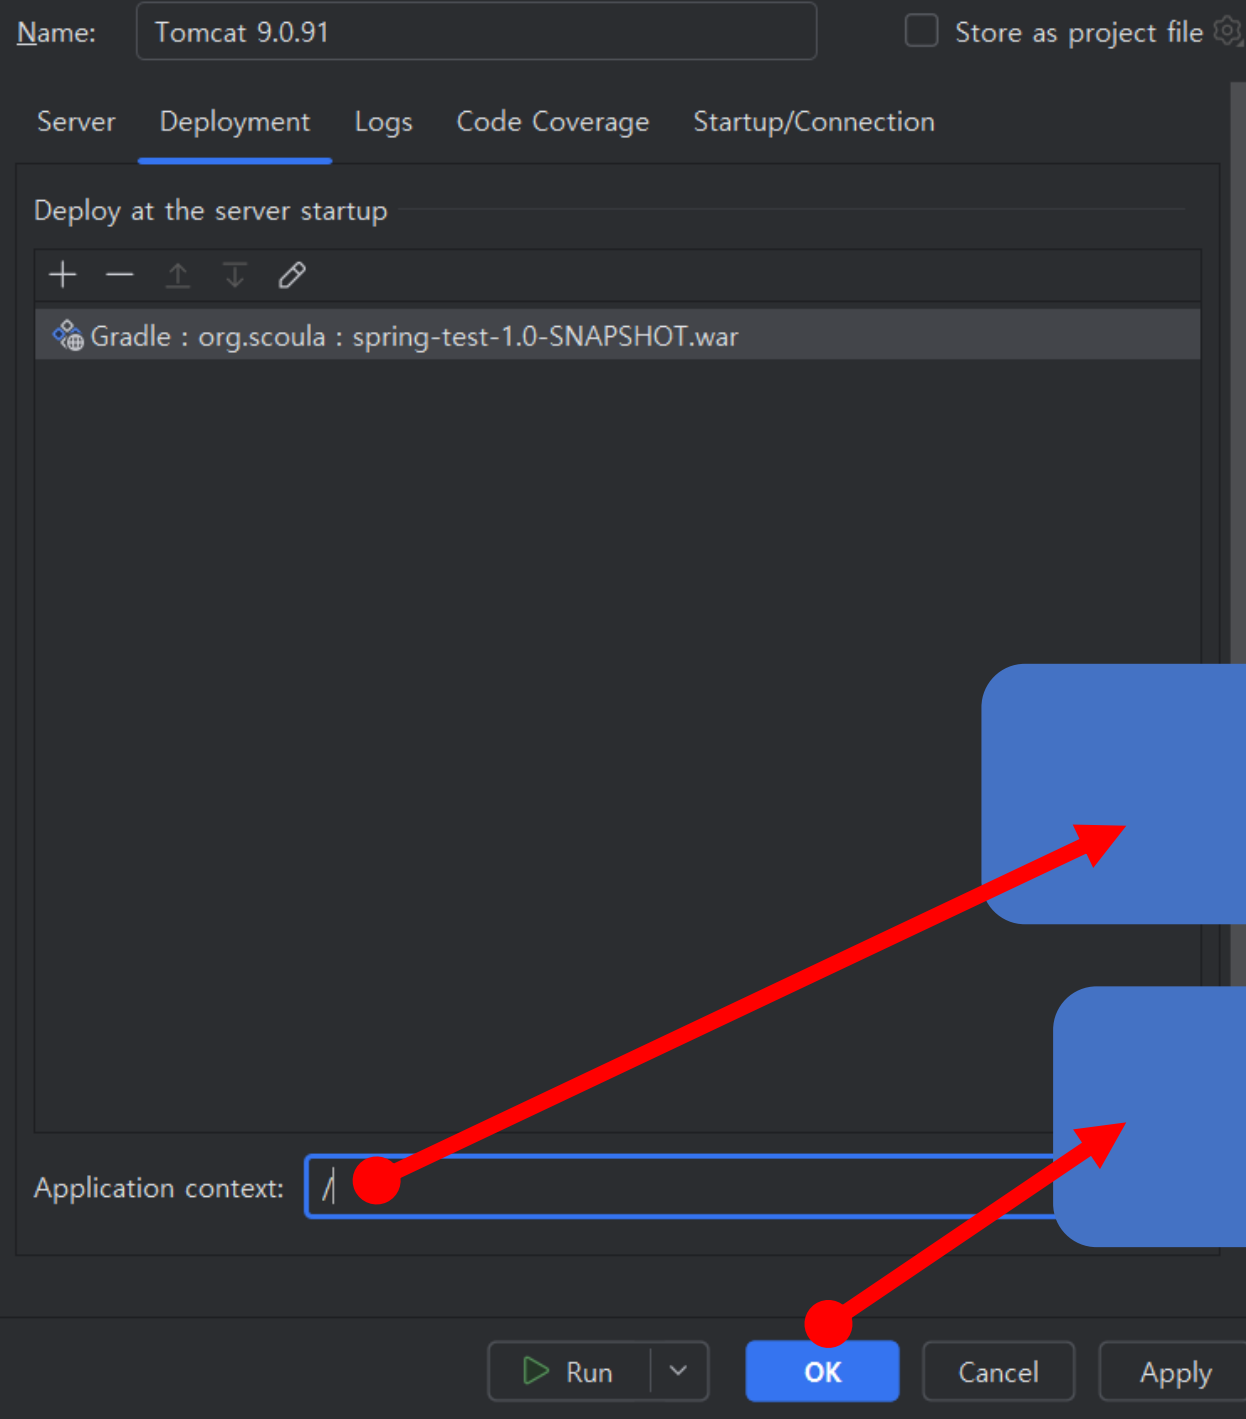 Name: Tomcat 9.0.91 Store as project file
Server Deployment Logs Code Coverage Startup/Connection
Deploy at the server startup
Gradle : org.scoula : spring-test-1.0-SNAPSHOT.war
Application context: /
Run OK Cancel Apply